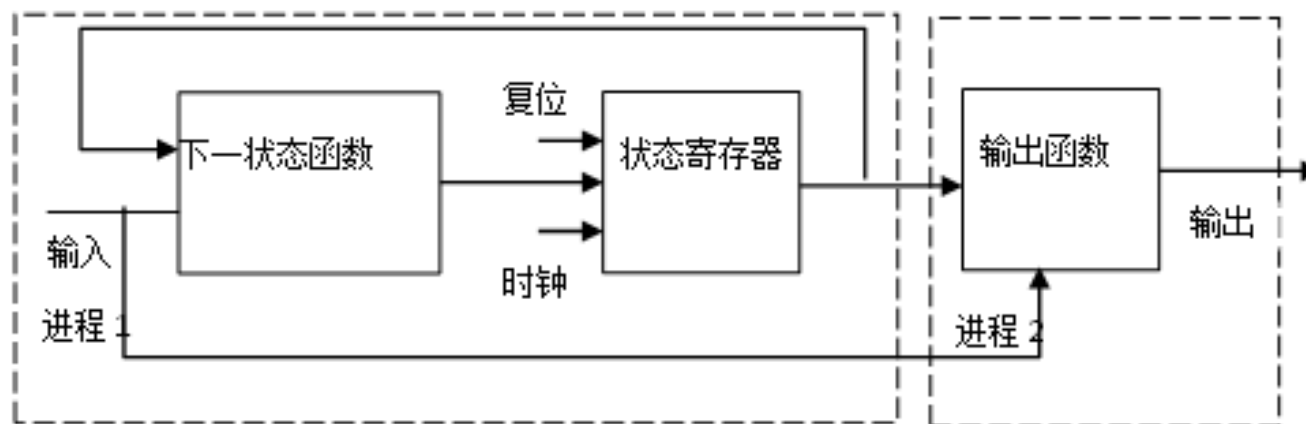 复位
下一状态函数
状态寄存器
输出函数
输入
时钟
输出
进程 1
进程 2